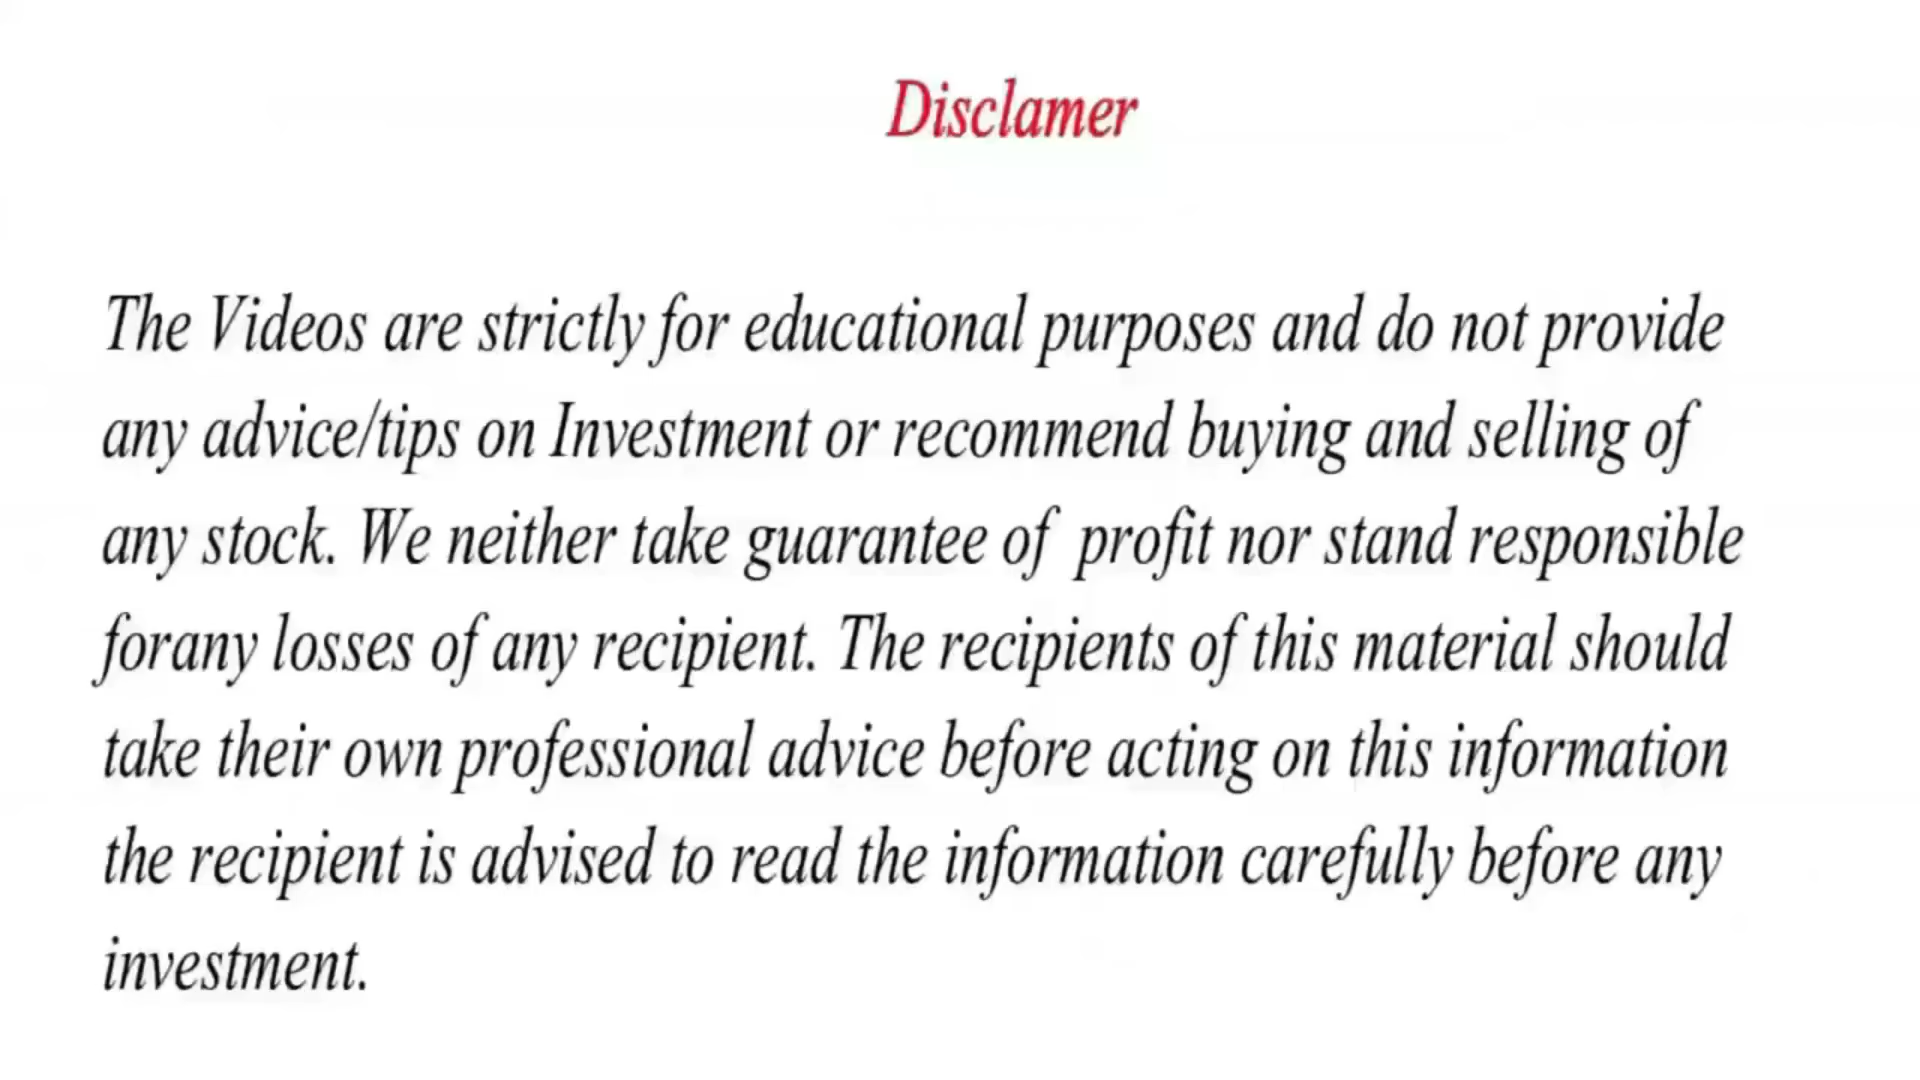 Disclamer
The Videos are strictly for educational purposes and do not provide
any advice/tips on Investment or recommend buying and selling of
any stock. We neither take guarantee of profit nor stand responsible
forany losses of any recipient. The recipients of this material should
take their own professional advice before acting on this information
the recipient is advised to read the information carefully before any
investment.